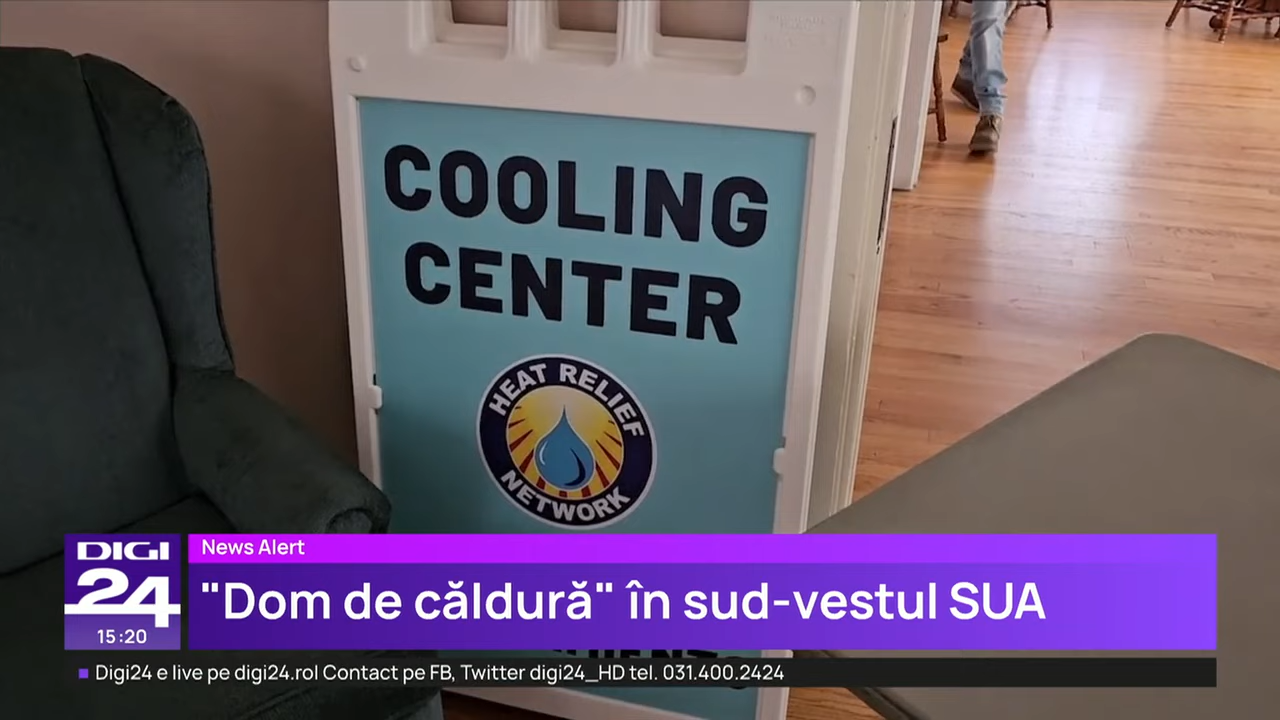 COOLING
CENTER
HEAT RELIEF
NETWORK
DIGI
24
15:20
News Alert
"Dom de căldură" în sud-vestul SUA
Digi24 e live pe digi24.ro! Contact pe FB, Twitter digi24_HD tel. 031.400.2424